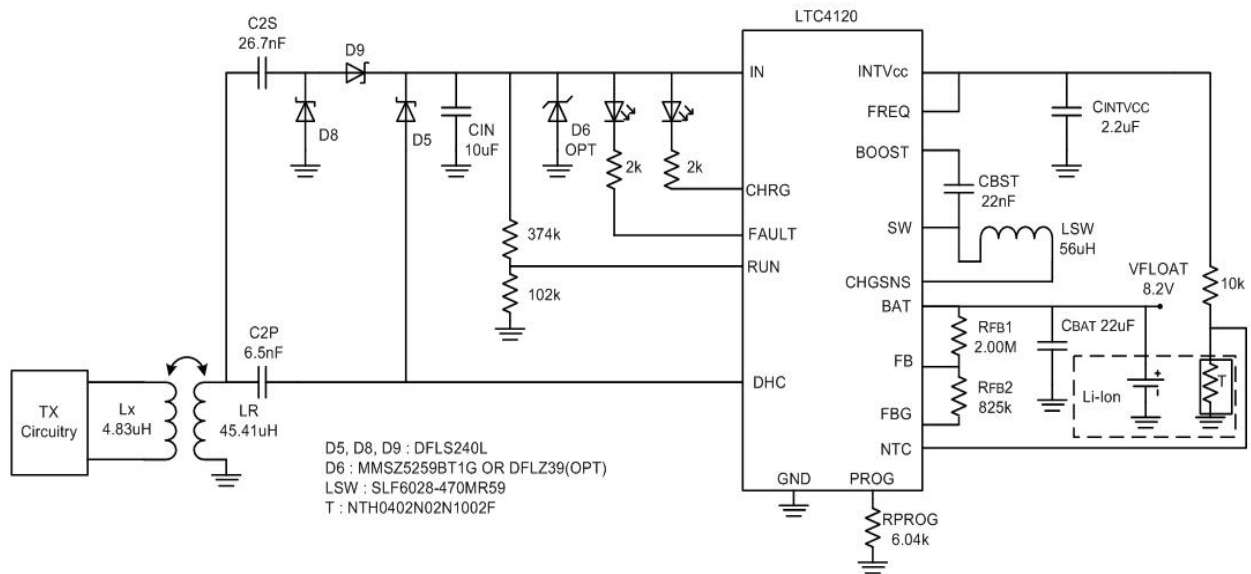 LTC4120
C2S
26.7nF
D9
D8
D5
CIN
10uF
D6
OPT
2k
2k
374k
102k
IN
CHRG
FAULT
RUN
DHC
GND
PROG
INTVcc
FREQ
BOOST
SW
CHGSNS
BAT
FB
FBG
NTC
CINTVCC
2.2uF
CBST
22nF
LSW
56uH
VFLOAT
8.2V
10k
RFB1
2.00M
CBAT 22uF
RFB2
825k
Li-Ion
+
-
T
C2P
6.5nF
TX
Circuitry
Lx
4.83uH
LR
45.41uH
D5, D8, D9 : DFLS240L
D6 : MMSZ5259BT1G OR DFLZ39(OPT)
LSW : SLF6028-470MR59
T : NTH0402N02N1002F
RPROG
6.04k